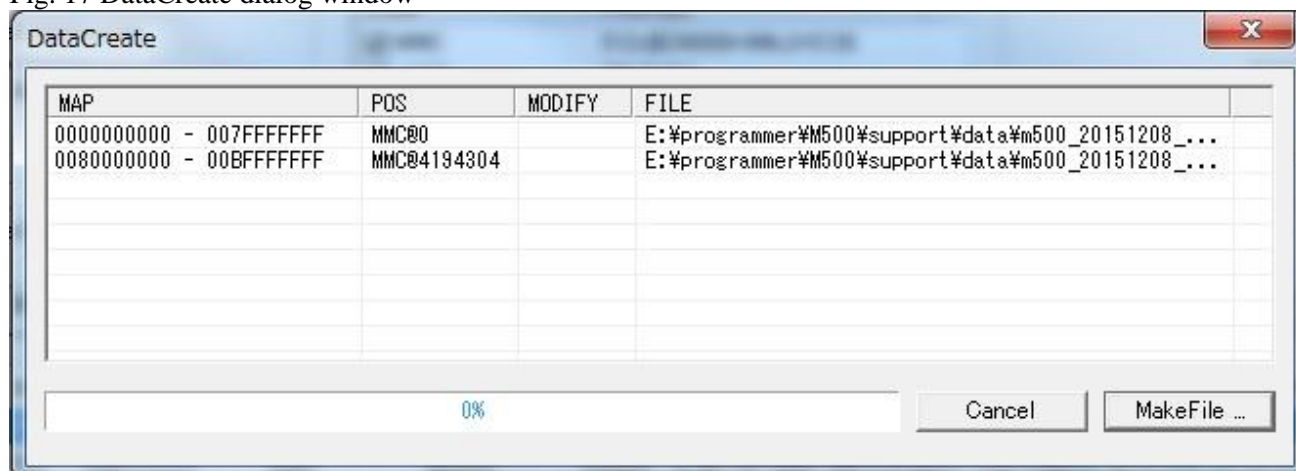 Fig. 17 DataCreate dialog window
DataCreate
MAP POS MODIFY FILE
0000000000 - 007FFFFFFF MMC@0 E:¥programmer¥M500¥support¥data¥m500_20151208_...
0080000000 - 00BFFFFFFF MMC@4194304 E:¥programmer¥M500¥support¥data¥m500_20151208_...
0% Cancel MakeFile ...